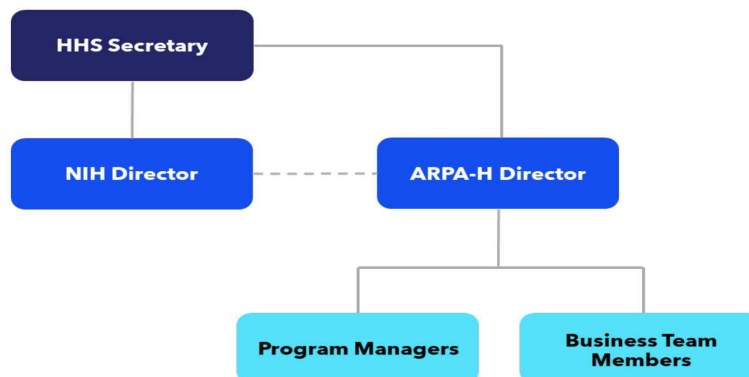 HHS Secretary
NIH Director
ARPA-H Director
Program Managers
Business Team
Members